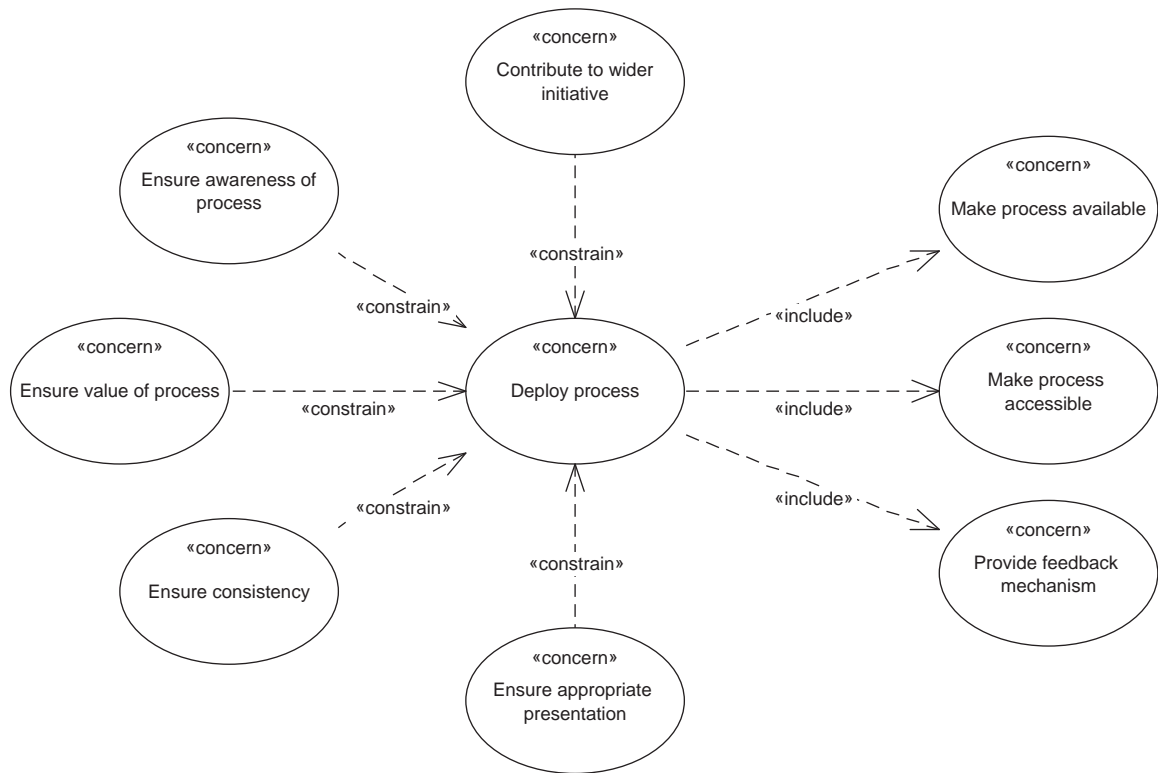 «concern»
Contribute to wider
initiative
«concern»
Ensure awareness of
process
«concern»
Make process available
«constrain»
«constrain»
«include»
«concern»
Ensure value of process
«concern»
Deploy process
«concern»
Make process
accessible
«constrain»
«include»
«constrain»
«include»
«concern»
Ensure consistency
«constrain»
«concern»
Provide feedback
mechanism
«concern»
Ensure appropriate
presentation